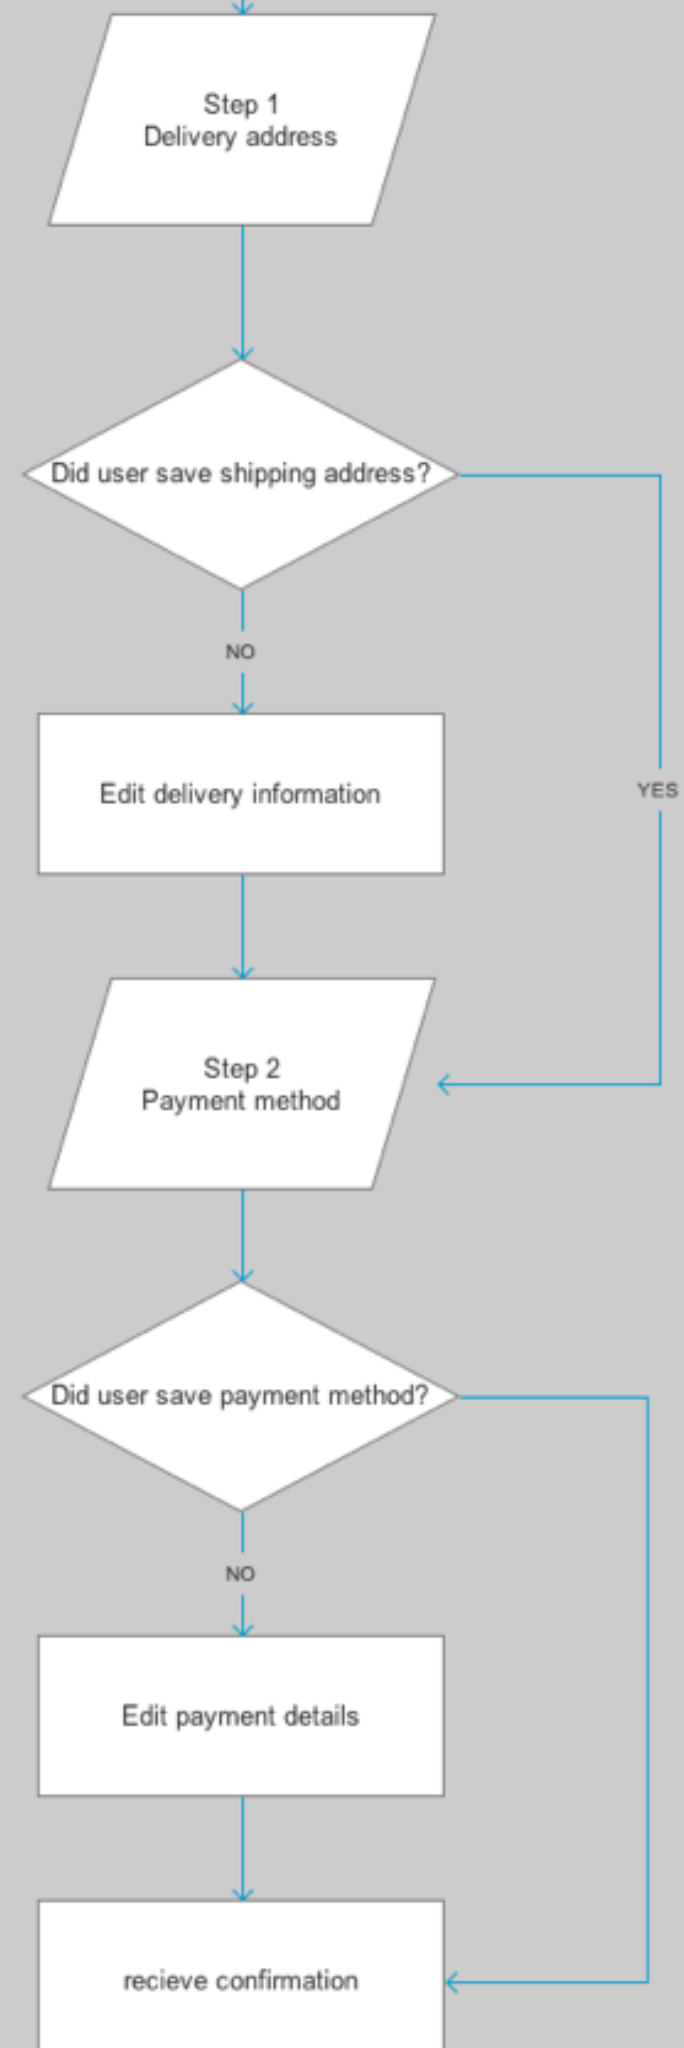 Step 1
Delivery address
Did user save shipping address?
NO
Edit delivery information
YES
Step 2
Payment method
Did user save payment method?
NO
Edit payment details
recieve confirmation